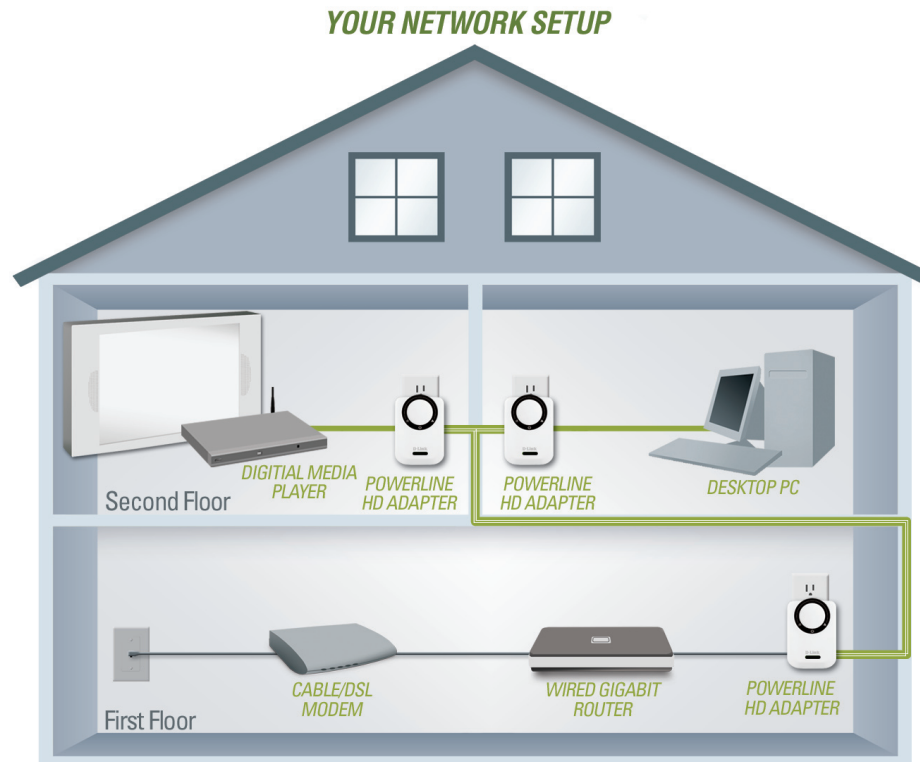 YOUR NETWORK SETUP
DIGITIAL MEDIA
PLAYER
POWERLINE
HD ADAPTER
POWERLINE
HD ADAPTER
DESKTOP PC
Second Floor
CABLE/DSL
MODEM
WIRED GIGABIT
ROUTER
POWERLINE
HD ADAPTER
First Floor